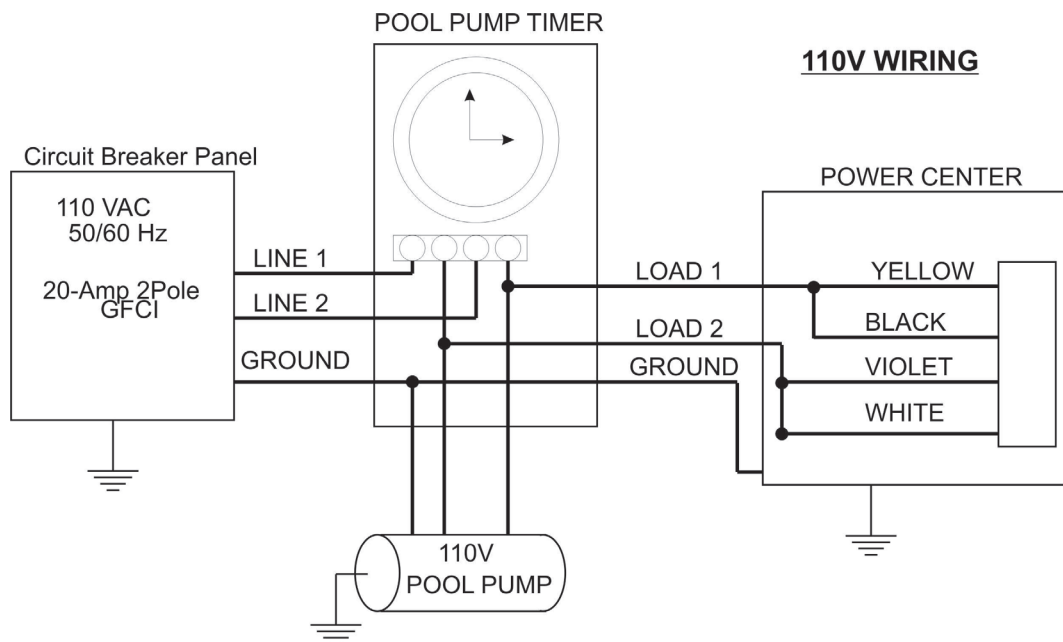 POOL PUMP TIMER
110V WIRING
Circuit Breaker Panel
110 VAC
50/60 Hz
20-Amp 2Pole
GFCI
LINE 1
LINE 2
GROUND
LOAD 1
LOAD 2
GROUND
POWER CENTER
YELLOW
BLACK
VIOLET
WHITE
110V
POOL PUMP